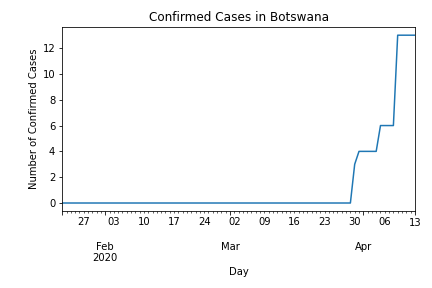 Confirmed Cases in Botswana
Number of Confirmed Cases
12
10
8
6
4
2
0
27 03 10 17 24 02 09 16 23 30 06 13
Feb Mar Apr
2020
Day